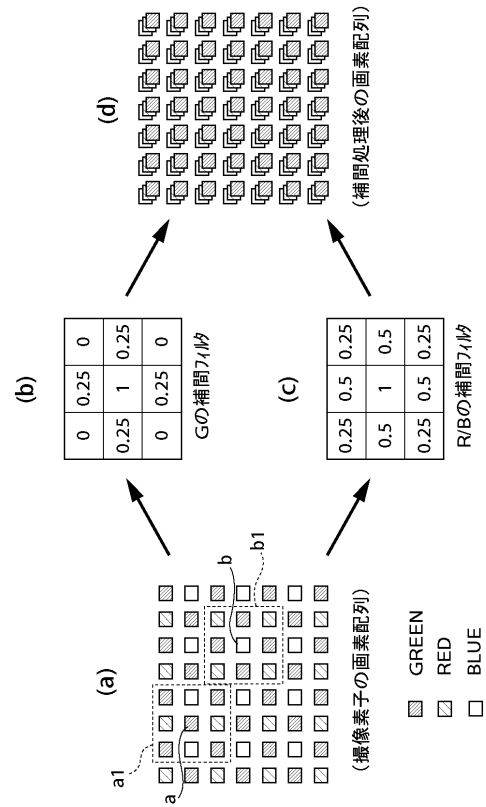 (a)
a1
a
b
b1
(撮像素子の画素配列)
GREEN
RED
BLUE
(b)
0 0.25 0
0.25 1 0.25
0 0.25 0
Gの補間フィルタ
(c)
0.25 0.5 0.25
0.5 1 0.5
0.25 0.5 0.25
R/Bの補間フィルタ
(d)
(補間処理後の画素配列)